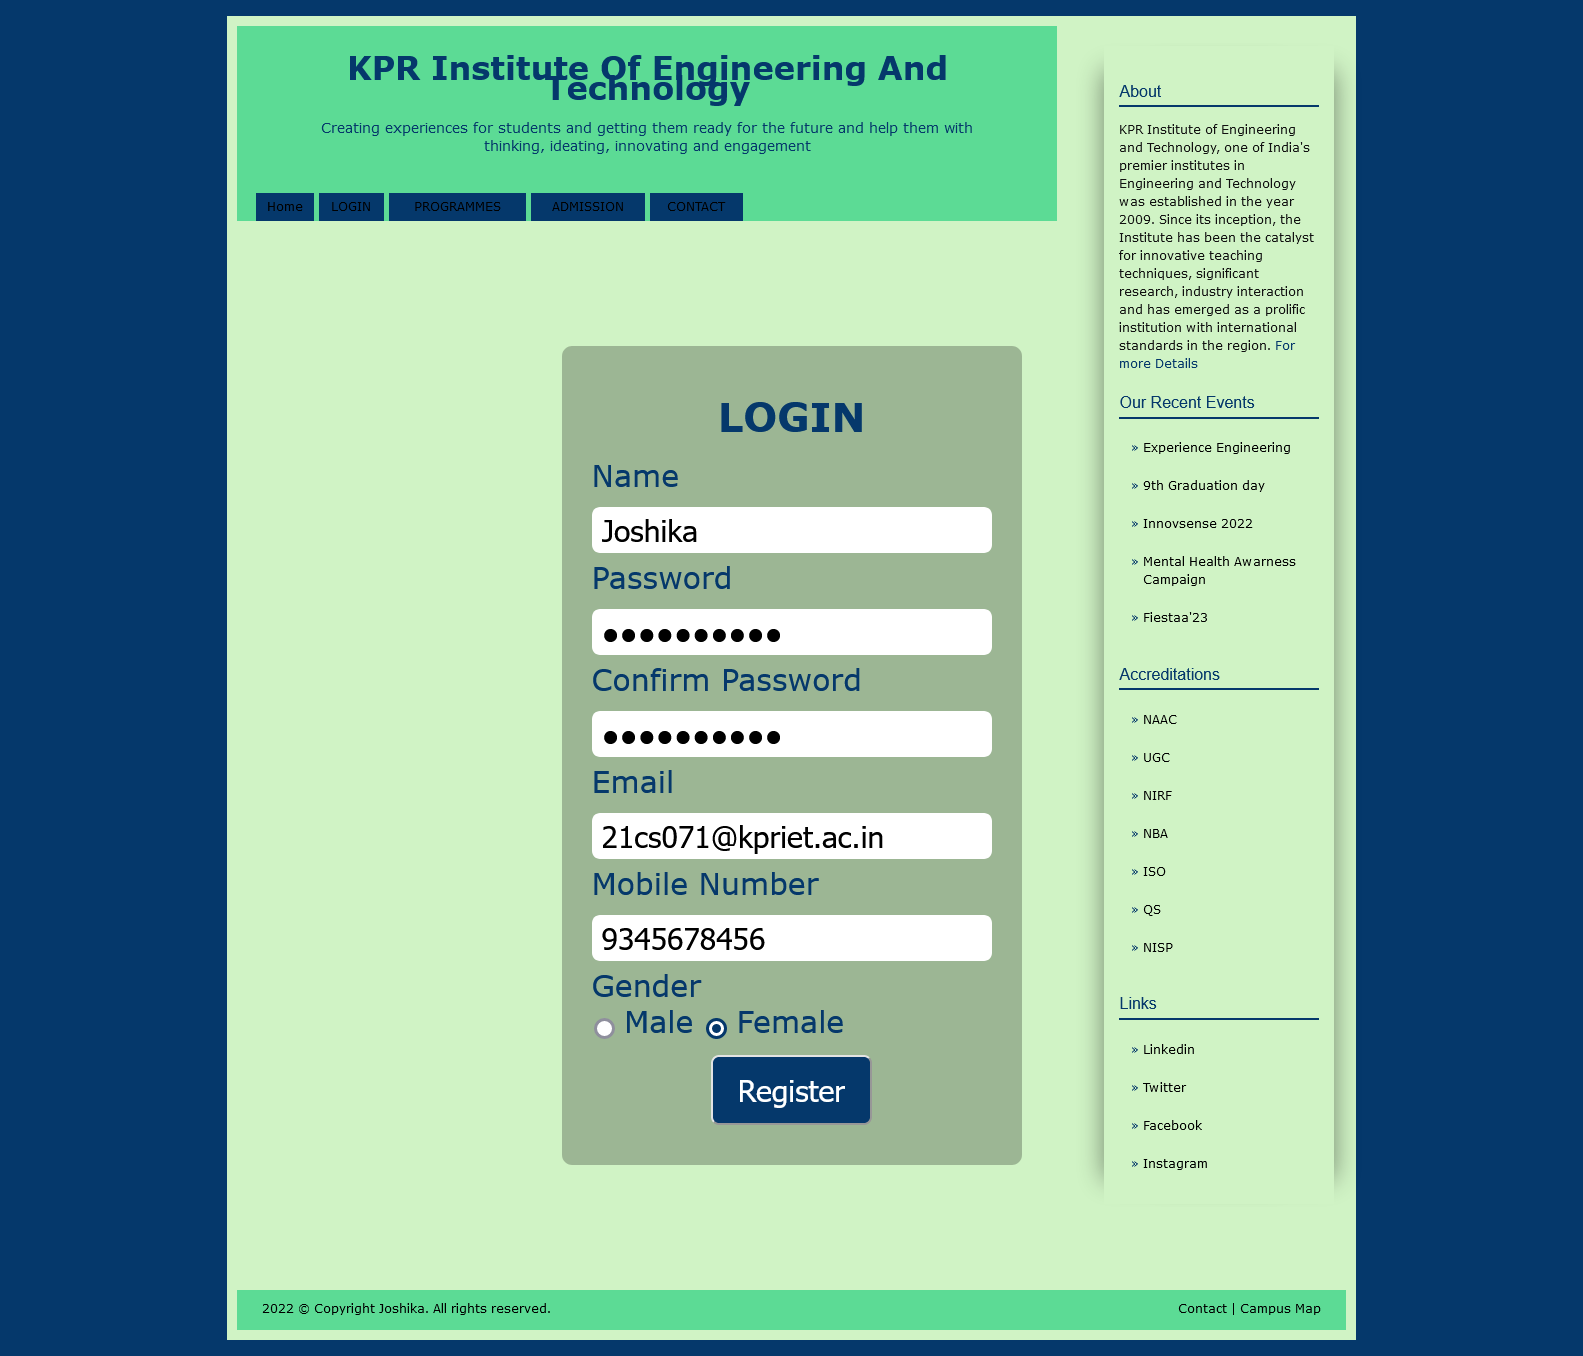 KPR Institute Of Engineering And
Technology
Creating experiences for students and getting them ready for the future and help them with
thinking, ideating, innovating and engagement
Home LOGIN PROGRAMMES ADMISSION CONTACT
LOGIN
Name
Joshika
Password
●●●●●●●●●●
Confirm Password
●●●●●●●●●●
Email
21cs071@kpriet.ac.in
Mobile Number
9345678456
Gender
Male Female
Register
About
KPR Institute of Engineering
and Technology, one of India's
premier institutes in
Engineering and Technology
was established in the year
2009. Since its inception, the
Institute has been the catalyst
for innovative teaching
techniques, significant
research, industry interaction
and has emerged as a prolific
institution with international
standards in the region. For
more Details
Our Recent Events
» Experience Engineering
» 9th Graduation day
» Innovsense 2022
» Mental Health Awarness
Campaign
» Fiestaa'23
Accreditations
» NAAC
» UGC
» NIRF
» NBA
» ISO
» QS
» NISP
Links
» Linkedin
» Twitter
» Facebook
» Instagram
2022 © Copyright Joshika. All rights reserved.
Contact | Campus Map